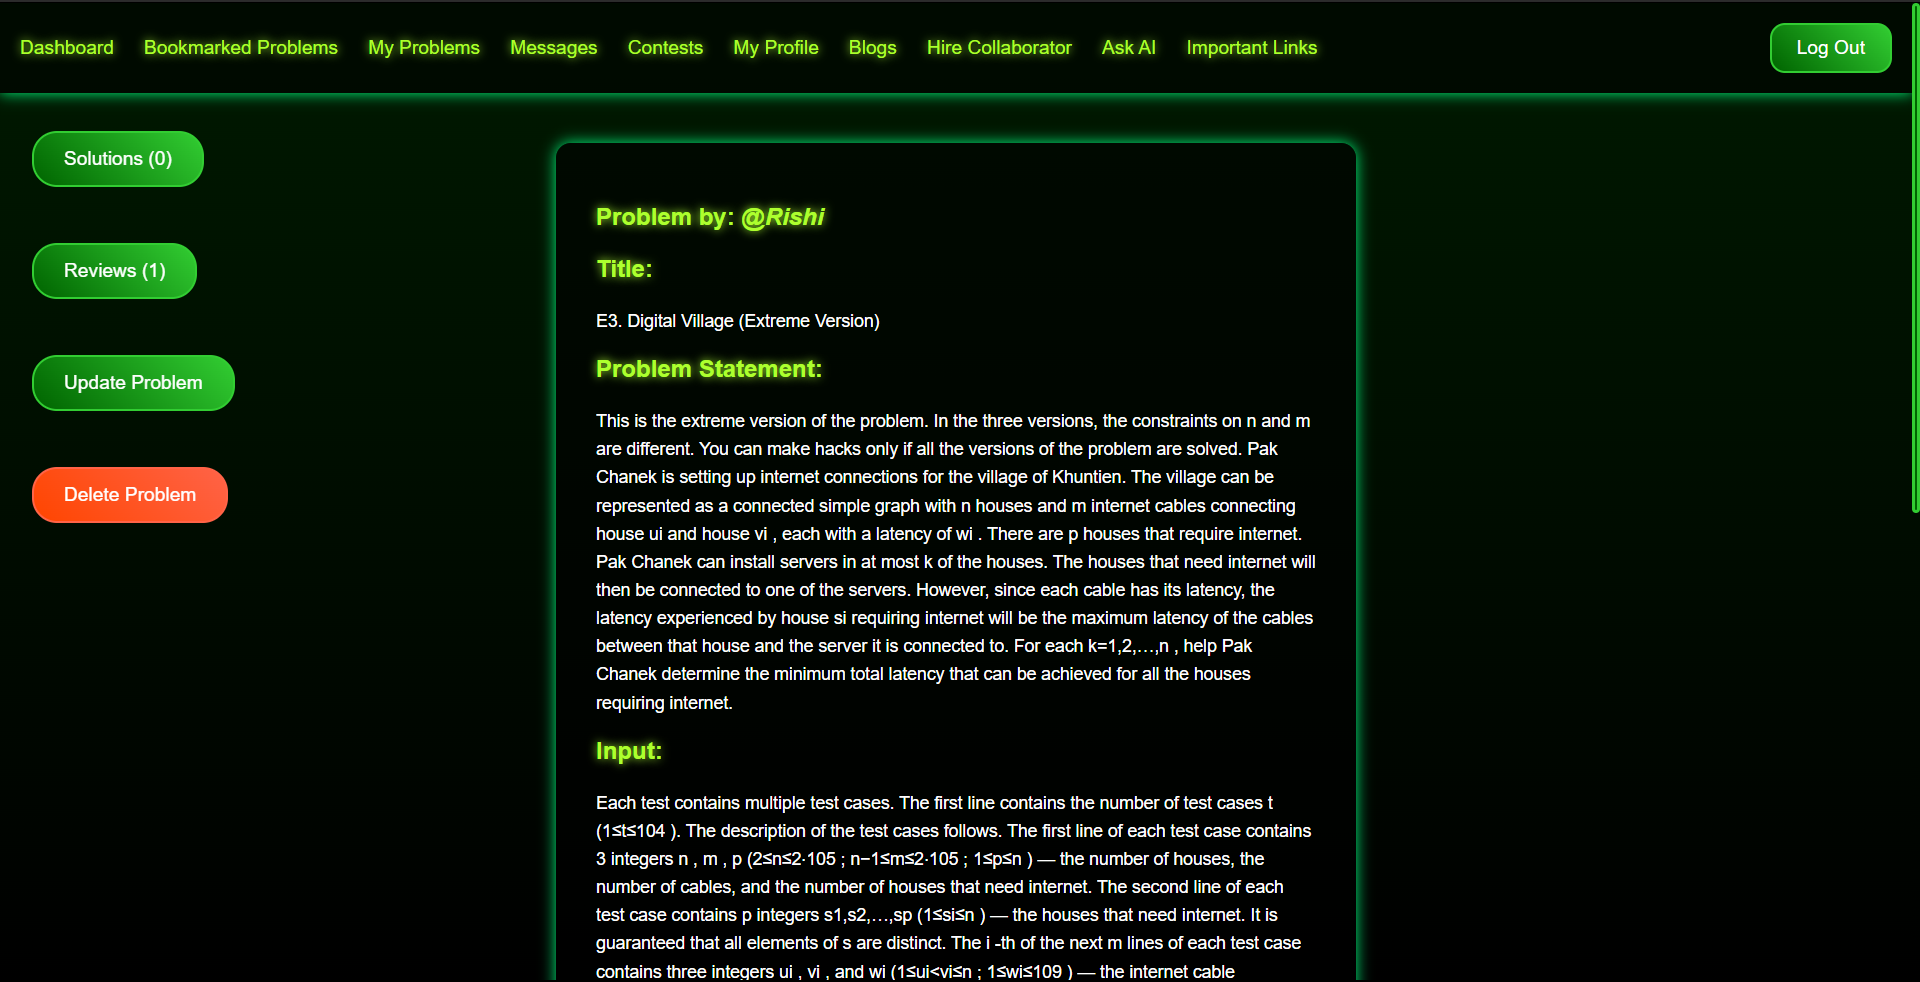 Dashboard Bookmarked Problems My Problems Messages Contests My Profile Blogs Hire Collaborator Ask AI Important Links Log Out
Solutions (0)
Reviews (1)
Update Problem
Delete Problem
Problem by: @Rishi
Title:
E3. Digital Village (Extreme Version)
Problem Statement:
This is the extreme version of the problem. In the three versions, the constraints on n and m
are different. You can make hacks only if all the versions of the problem are solved. Pak
Chanek is setting up internet connections for the village of Khuntien. The village can be
represented as a connected simple graph with n houses and m internet cables connecting
house ui and house vi , each with a latency of wi . There are p houses that require internet.
Pak Chanek can install servers in at most k of the houses. The houses that need internet will
then be connected to one of the servers. However, since each cable has its latency, the
latency experienced by house si requiring internet will be the maximum latency of the cables
between that house and the server it is connected to. For each k=1,2,…,n , help Pak
Chanek determine the minimum total latency that can be achieved for all the houses
requiring internet.
Input:
Each test contains multiple test cases. The first line contains the number of test cases t
(1≤t≤104 ). The description of the test cases follows. The first line of each test case contains
3 integers n , m , p (2≤n≤2⋅105 ; n−1≤m≤2⋅105 ; 1≤p≤n ) — the number of houses, the
number of cables, and the number of houses that need internet. The second line of each
test case contains p integers s1,s2,…,sp (1≤si≤n ) — the houses that need internet. It is
guaranteed that all elements of s are distinct. The i -th of the next m lines of each test case
contains three integers ui , vi , and wi (1≤ui<vi≤n ; 1≤wi≤109 ) — the internet cable